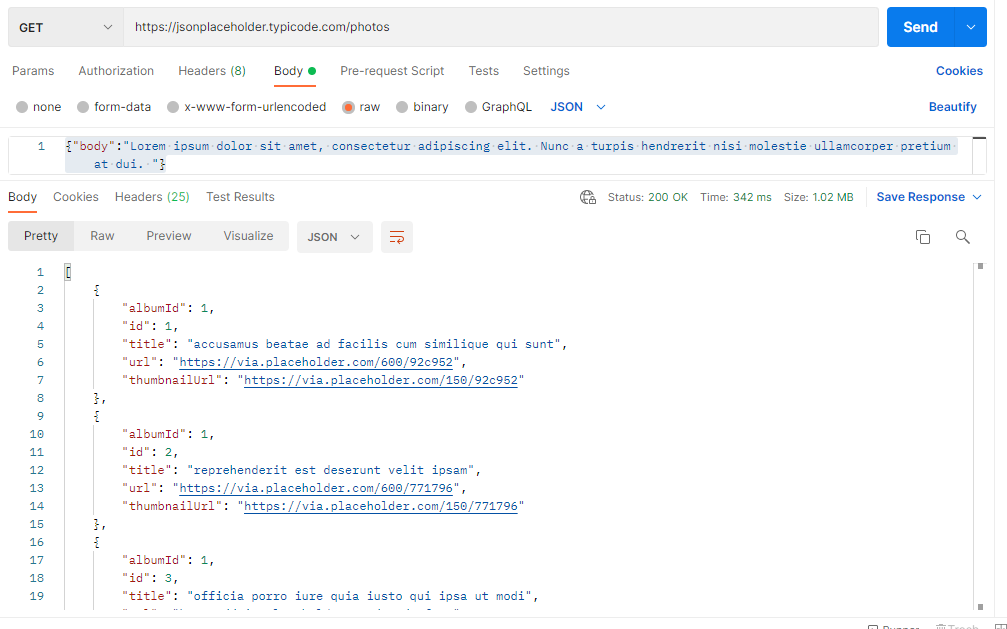 GET https://jsonplaceholder.typicode.com/photos Send
Params Authorization Headers (8) Body Pre-request Script Tests Settings Cookies
none form-data x-www-form-urlencoded raw binary GraphQL JSON Beautify
1 {"body":"Lorem ipsum dolor sit amet, consectetur adipiscing elit. Nunc a turpis hendrerit nisi molestie ullamcorper pretium
at dui. "}
Body Cookies Headers (25) Test Results Status: 200 OK Time: 342 ms Size: 1.02 MB Save Response
Pretty Raw Preview Visualize JSON
1 [
2 {
3 "albumId": 1,
4 "id": 1,
5 "title": "accusamus beatae ad facilis cum similique qui sunt",
6 "url": "https://via.placeholder.com/600/92c952",
7 "thumbnailUrl": "https://via.placeholder.com/150/92c952"
8 },
9 {
10 "albumId": 1,
11 "id": 2,
12 "title": "reprehenderit est deserunt velit ipsam",
13 "url": "https://via.placeholder.com/600/771796",
14 "thumbnailUrl": "https://via.placeholder.com/150/771796"
15 },
16 {
17 "albumId": 1,
18 "id": 3,
19 "title": "officia porro iure quia iusto qui ipsa ut modi",
Runner Trash